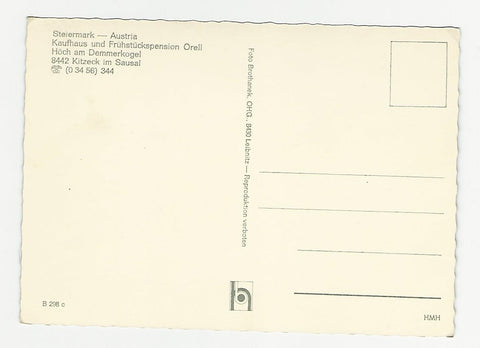 Steiermark — Austria
Kaufhaus und Frühstückspension Orell
Höch am Demmerkogel
8442 Kitzeck im Sausal
☏ (0 34 56) 344
Foto Brothanek, OHG., 8430 Leibnitz — Reproduktion verboten
B 298 c
HMH